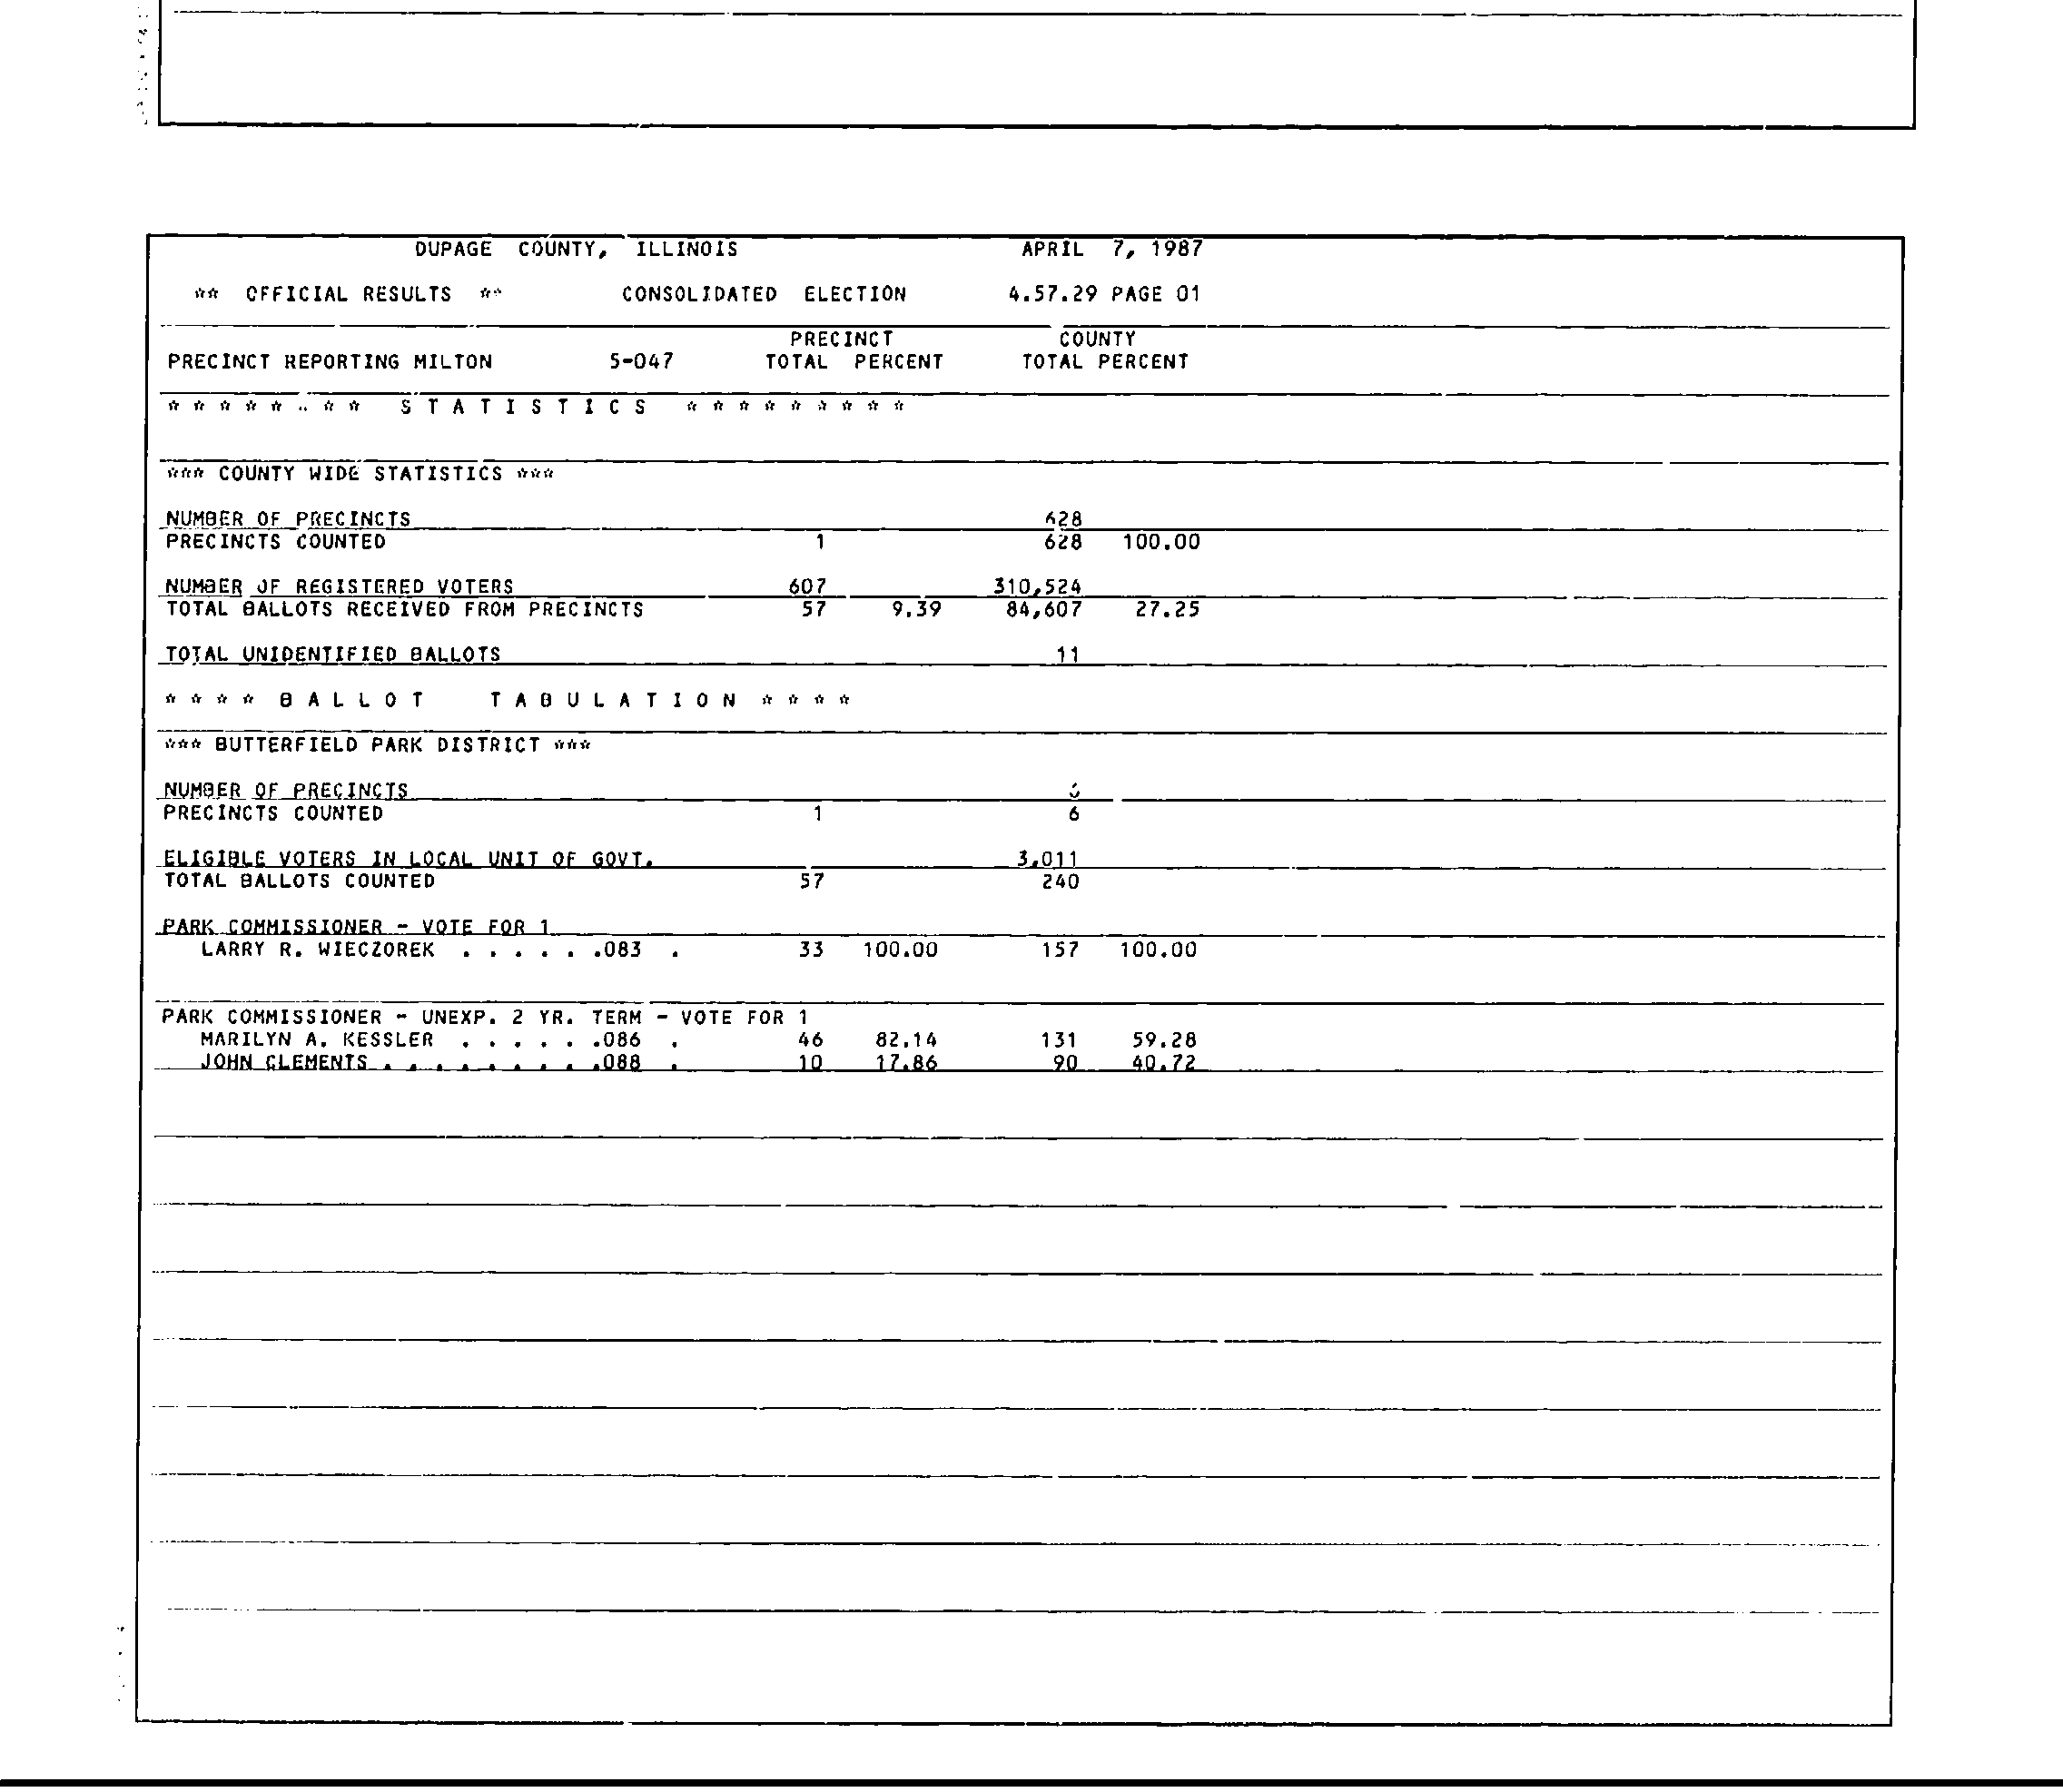 DUPAGE COUNTY, ILLINOIS APRIL 7, 1987
** OFFICIAL RESULTS ** CONSOLIDATED ELECTION 4.57.29 PAGE 01
PRECINCT COUNTY
PRECINCT REPORTING MILTON 5-047 TOTAL PERCENT TOTAL PERCENT
* * * * * * * * S T A T I S T I C S * * * * * * * * *
*** COUNTY WIDE STATISTICS ***
NUMBER OF PRECINCTS 628
PRECINCTS COUNTED 1 628 100.00
NUMBER OF REGISTERED VOTERS 607 310,524
TOTAL BALLOTS RECEIVED FROM PRECINCTS 57 9.39 84,607 27.25
TOTAL UNIDENTIFIED BALLOTS 11
* * * * B A L L O T T A B U L A T I O N * * * *
*** BUTTERFIELD PARK DISTRICT ***
NUMBER OF PRECINCTS 6
PRECINCTS COUNTED 1 6
ELIGIBLE VOTERS IN LOCAL UNIT OF GOVT. 3,011
TOTAL BALLOTS COUNTED 57 240
PARK COMMISSIONER - VOTE FOR 1
LARRY R. WIECZOREK . . . . . .083 . 33 100.00 157 100.00
PARK COMMISSIONER - UNEXP. 2 YR. TERM - VOTE FOR 1
MARILYN A. KESSLER . . . . . .086 . 46 82.14 131 59.28
JOHN CLEMENTS . . . . . . . . .088 . 10 17.86 90 40.72